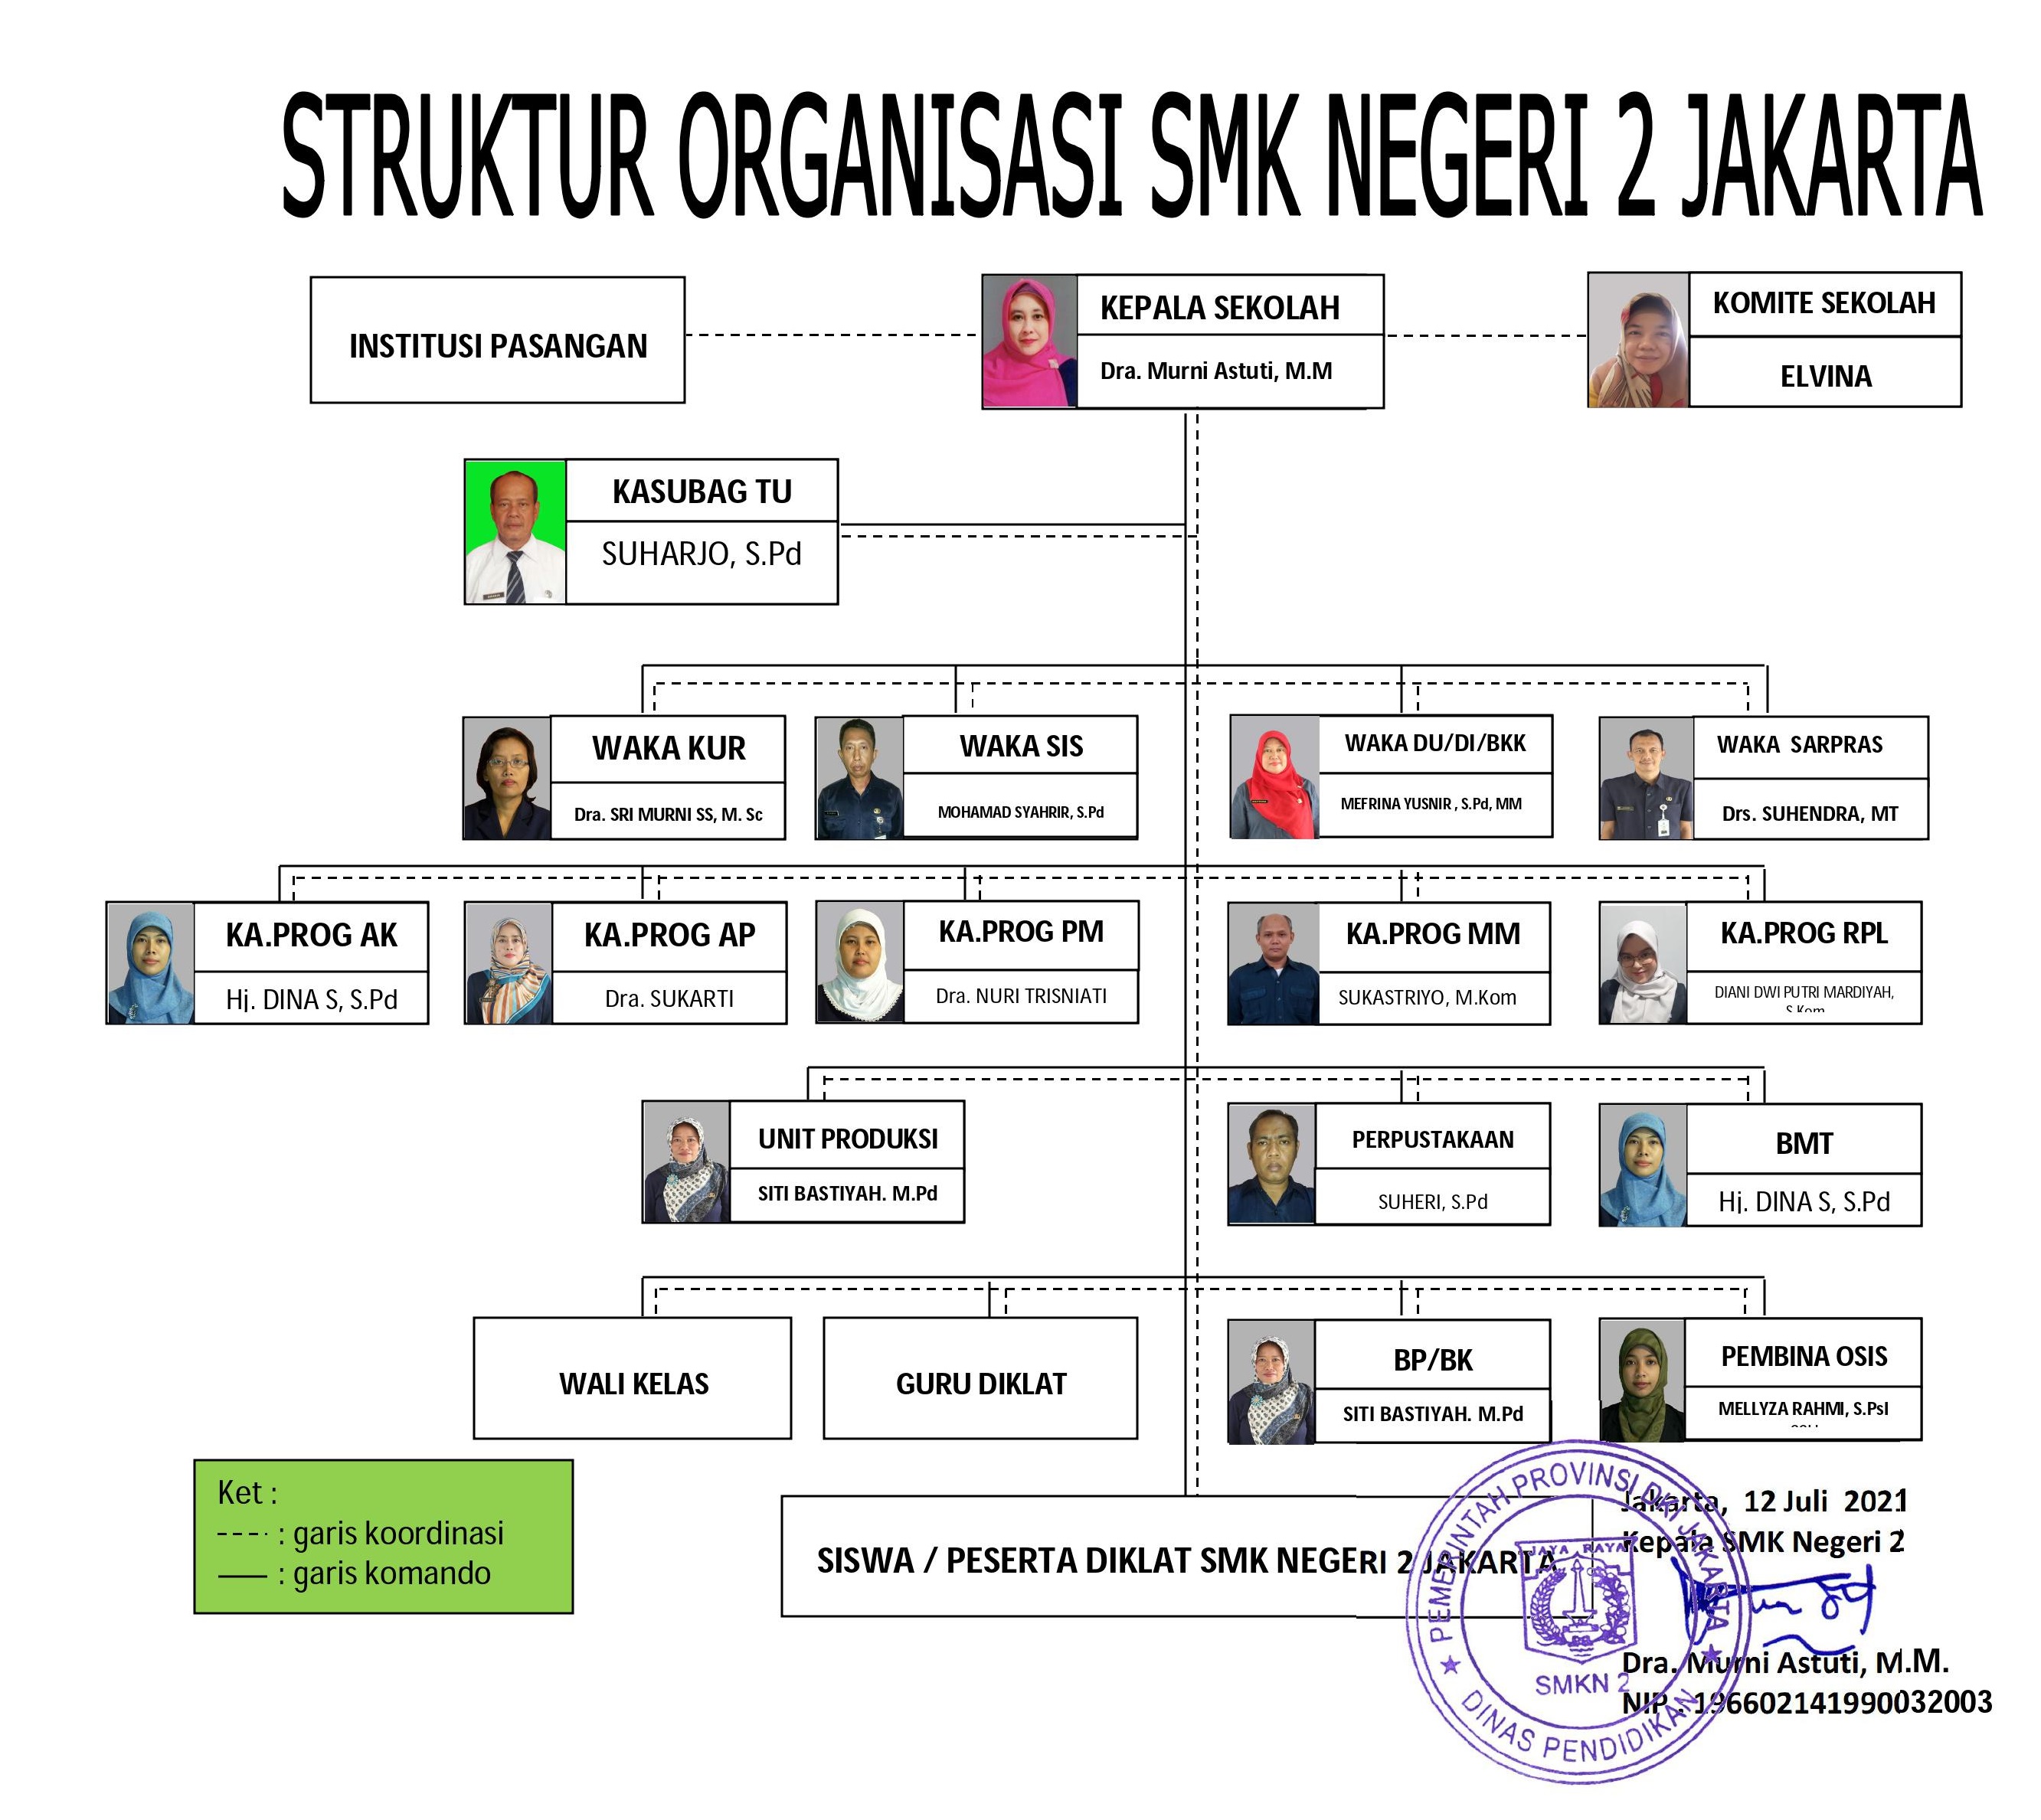 STRUKTUR ORGANISASI SMK NEGERI 2 JAKARTA
INSTITUSI PASANGAN
KEPALA SEKOLAH
Dra. Murni Astuti, M.M
KOMITE SEKOLAH
ELVINA
KASUBAG TU
SUHARJO, S.Pd
WAKA KUR
Dra. SRI MURNI SS, M. Sc
WAKA SIS
MOHAMAD SYAHRIR, S.Pd
WAKA DU/DI/BKK
MEFRINA YUSNIR , S.Pd, MM
WAKA SARPRAS
Drs. SUHENDRA, MT
KA.PROG AK
Hj. DINA S, S.Pd
KA.PROG AP
Dra. SUKARTI
KA.PROG PM
Dra. NURI TRISNIATI
KA.PROG MM
SUKASTRIYO, M.Kom
KA.PROG RPL
DIANI DWI PUTRI MARDIYAH,
S.Kom
UNIT PRODUKSI
SITI BASTIYAH. M.Pd
PERPUSTAKAAN
SUHERI, S.Pd
BMT
Hj. DINA S, S.Pd
WALI KELAS
GURU DIKLAT
BP/BK
SITI BASTIYAH. M.Pd
PEMBINA OSIS
MELLYZA RAHMI, S.PsI
Ket :
: garis koordinasi
: garis komando
SISWA / PESERTA DIKLAT SMK NEGERI 2 JAKARTA
Jakarta, 12 Juli 2021
Kepala SMK Negeri 2
Dra. Murni Astuti, M.M.
NIP. 196602141990032003
PEMERINTAH PROVINSI DKI JAKARTA
JAYA RAYA
SMKN 2
DINAS PENDIDIKAN